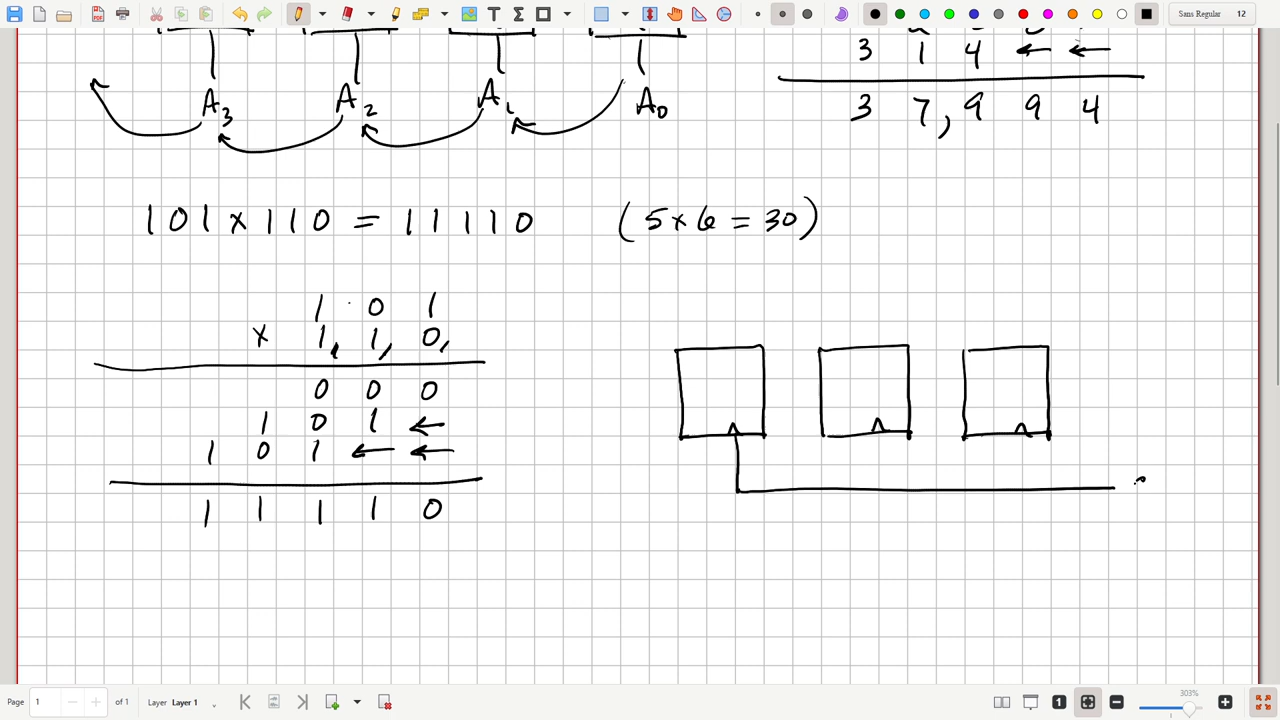 Sans Regular 12
3 1 4 ← ←
3 7, 9 9 4
A3 A2 A1 A0
101 x 110 = 11110 (5 x 6 = 30)
1 0 1
x 1, 1, 0,
0 0 0
1 0 1 ←
1 0 1 ← ←
1 1 1 1 0
Page 1 of 1 Layer Layer 1 303%